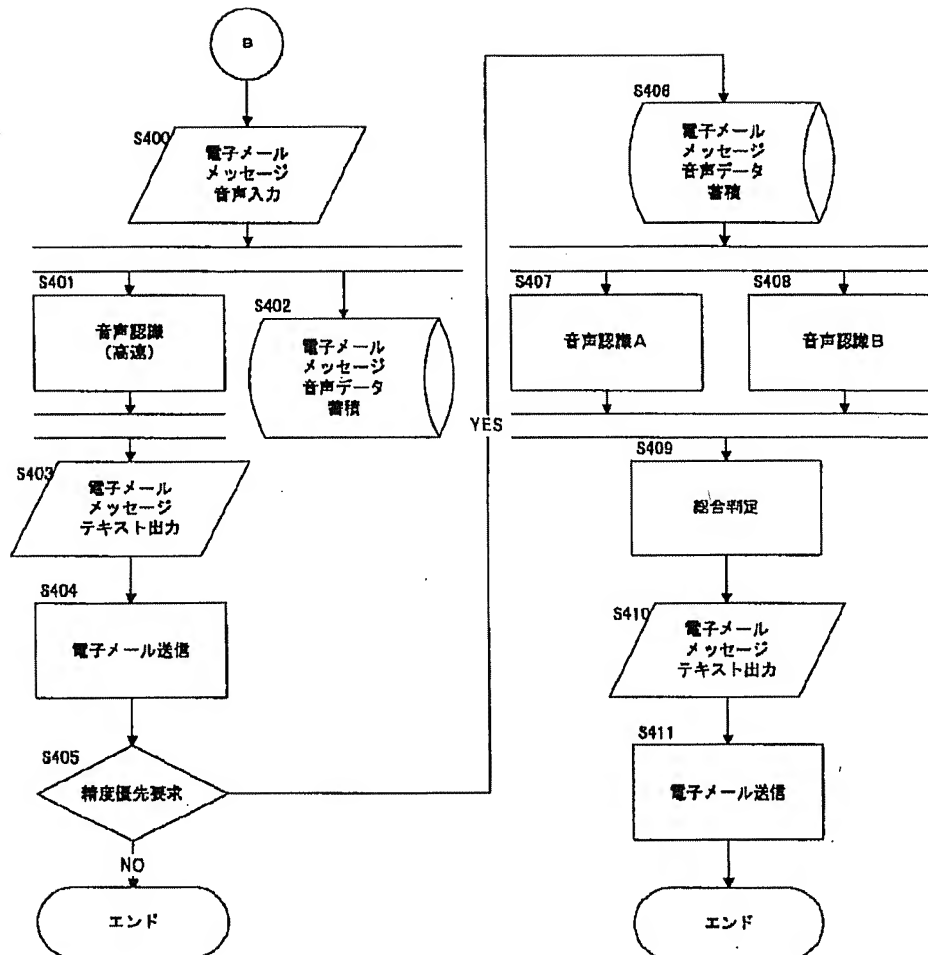 B
S400
電子メール
メッセージ
音声入力
S401
音声認識
(高速)
S402
電子メール
メッセージ
音声データ
蓄積
S403
電子メール
メッセージ
テキスト出力
S404
電子メール送信
S405
精度優先要求
NO
エンド
YES
S406
電子メール
メッセージ
音声データ
蓄積
S407
音声認識A
S408
音声認識B
S409
総合判定
S410
電子メール
メッセージ
テキスト出力
S411
電子メール送信
エンド